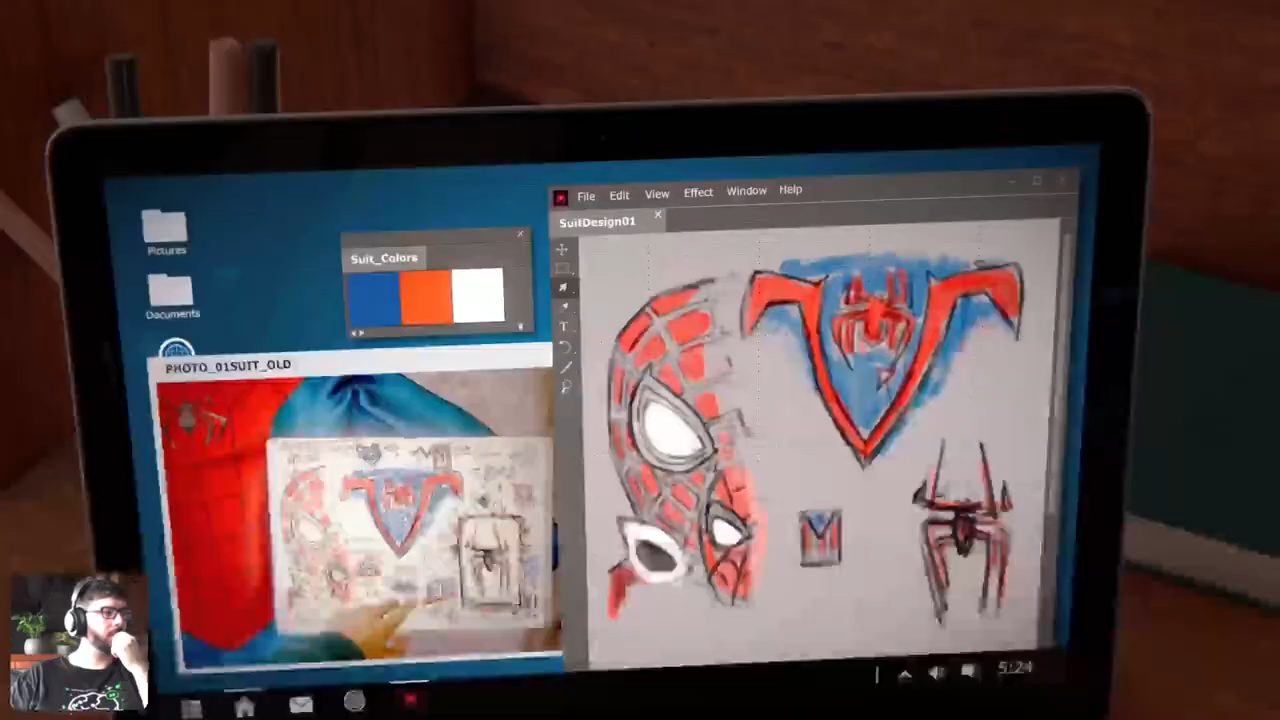 File Edit View Effect Window Help
SuitDesign01
Pictures
Suit_Colors
Documents
T
PHOTO_01SUIT_OLD
5:24